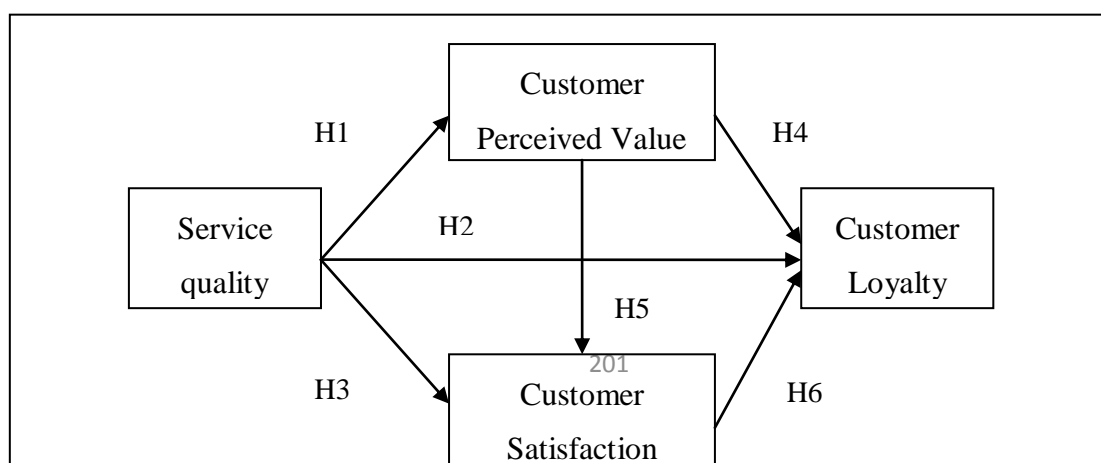 Customer
Perceived Value
H1
H4
Service
quality
H2
Customer
Loyalty
H5
201
H3
Customer
Satisfaction
H6